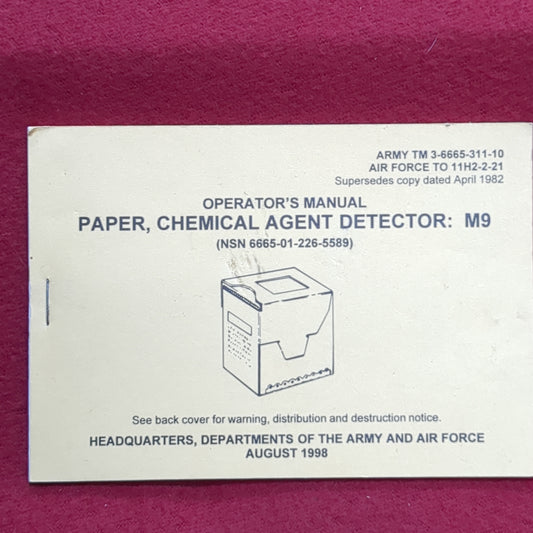 ARMY TM 3-6665-311-10
AIR FORCE TO 11H2-2-21
Supersedes copy dated April 1982
OPERATOR'S MANUAL
PAPER, CHEMICAL AGENT DETECTOR: M9
(NSN 6665-01-226-5589)
See back cover for warning, distribution and destruction notice.
HEADQUARTERS, DEPARTMENTS OF THE ARMY AND AIR FORCE
AUGUST 1998